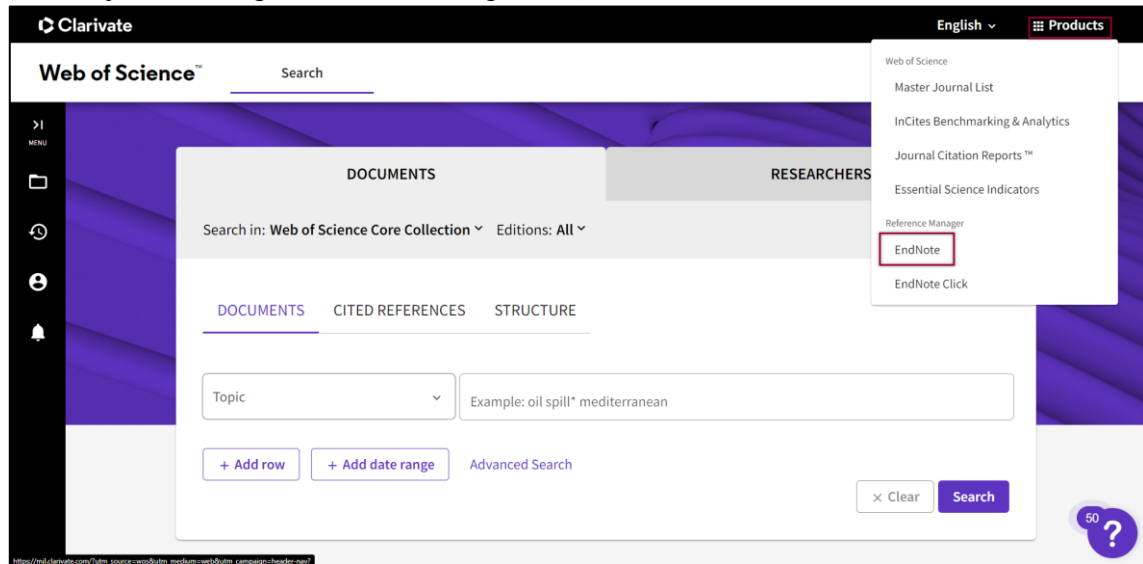 Clarivate
English
Products
Web of Science™
Search
Web of Science
Master Journal List
InCites Benchmarking & Analytics
Journal Citation Reports ™
Essential Science Indicators
Reference Manager
EndNote
EndNote Click
MENU
DOCUMENTS
RESEARCHERS
Search in: Web of Science Core Collection Editions: All
DOCUMENTS CITED REFERENCES STRUCTURE
Topic
Example: oil spill* mediterranean
+ Add row
+ Add date range
Advanced Search
× Clear
Search
50
?
https://mjl.clarivate.com/?utm_source=wos&utm_medium=web&utm_campaign=header-nav?